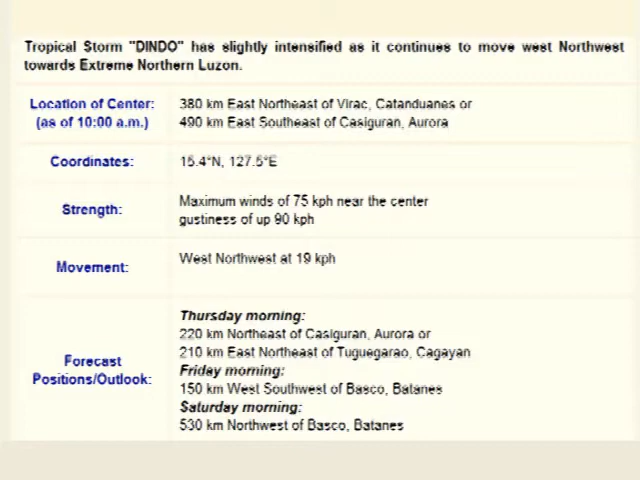 Tropical Storm "DINDO" has slightly intensified as it continues to move west Northwest
towards Extreme Northern Luzon.
Location of Center:
(as of 10:00 a.m.)
380 km East Northeast of Virac, Catanduanes or
490 km East Southeast of Casiguran, Aurora
Coordinates:
15.4°N, 127.5°E
Strength:
Maximum winds of 75 kph near the center
gustiness of up 90 kph
Movement:
West Northwest at 19 kph
Forecast
Positions/Outlook:
Thursday morning:
220 km Northeast of Casiguran, Aurora or
210 km East Northeast of Tuguegarao, Cagayan
Friday morning:
150 km West Southwest of Basco, Batanes
Saturday morning:
530 km Northwest of Basco, Batanes